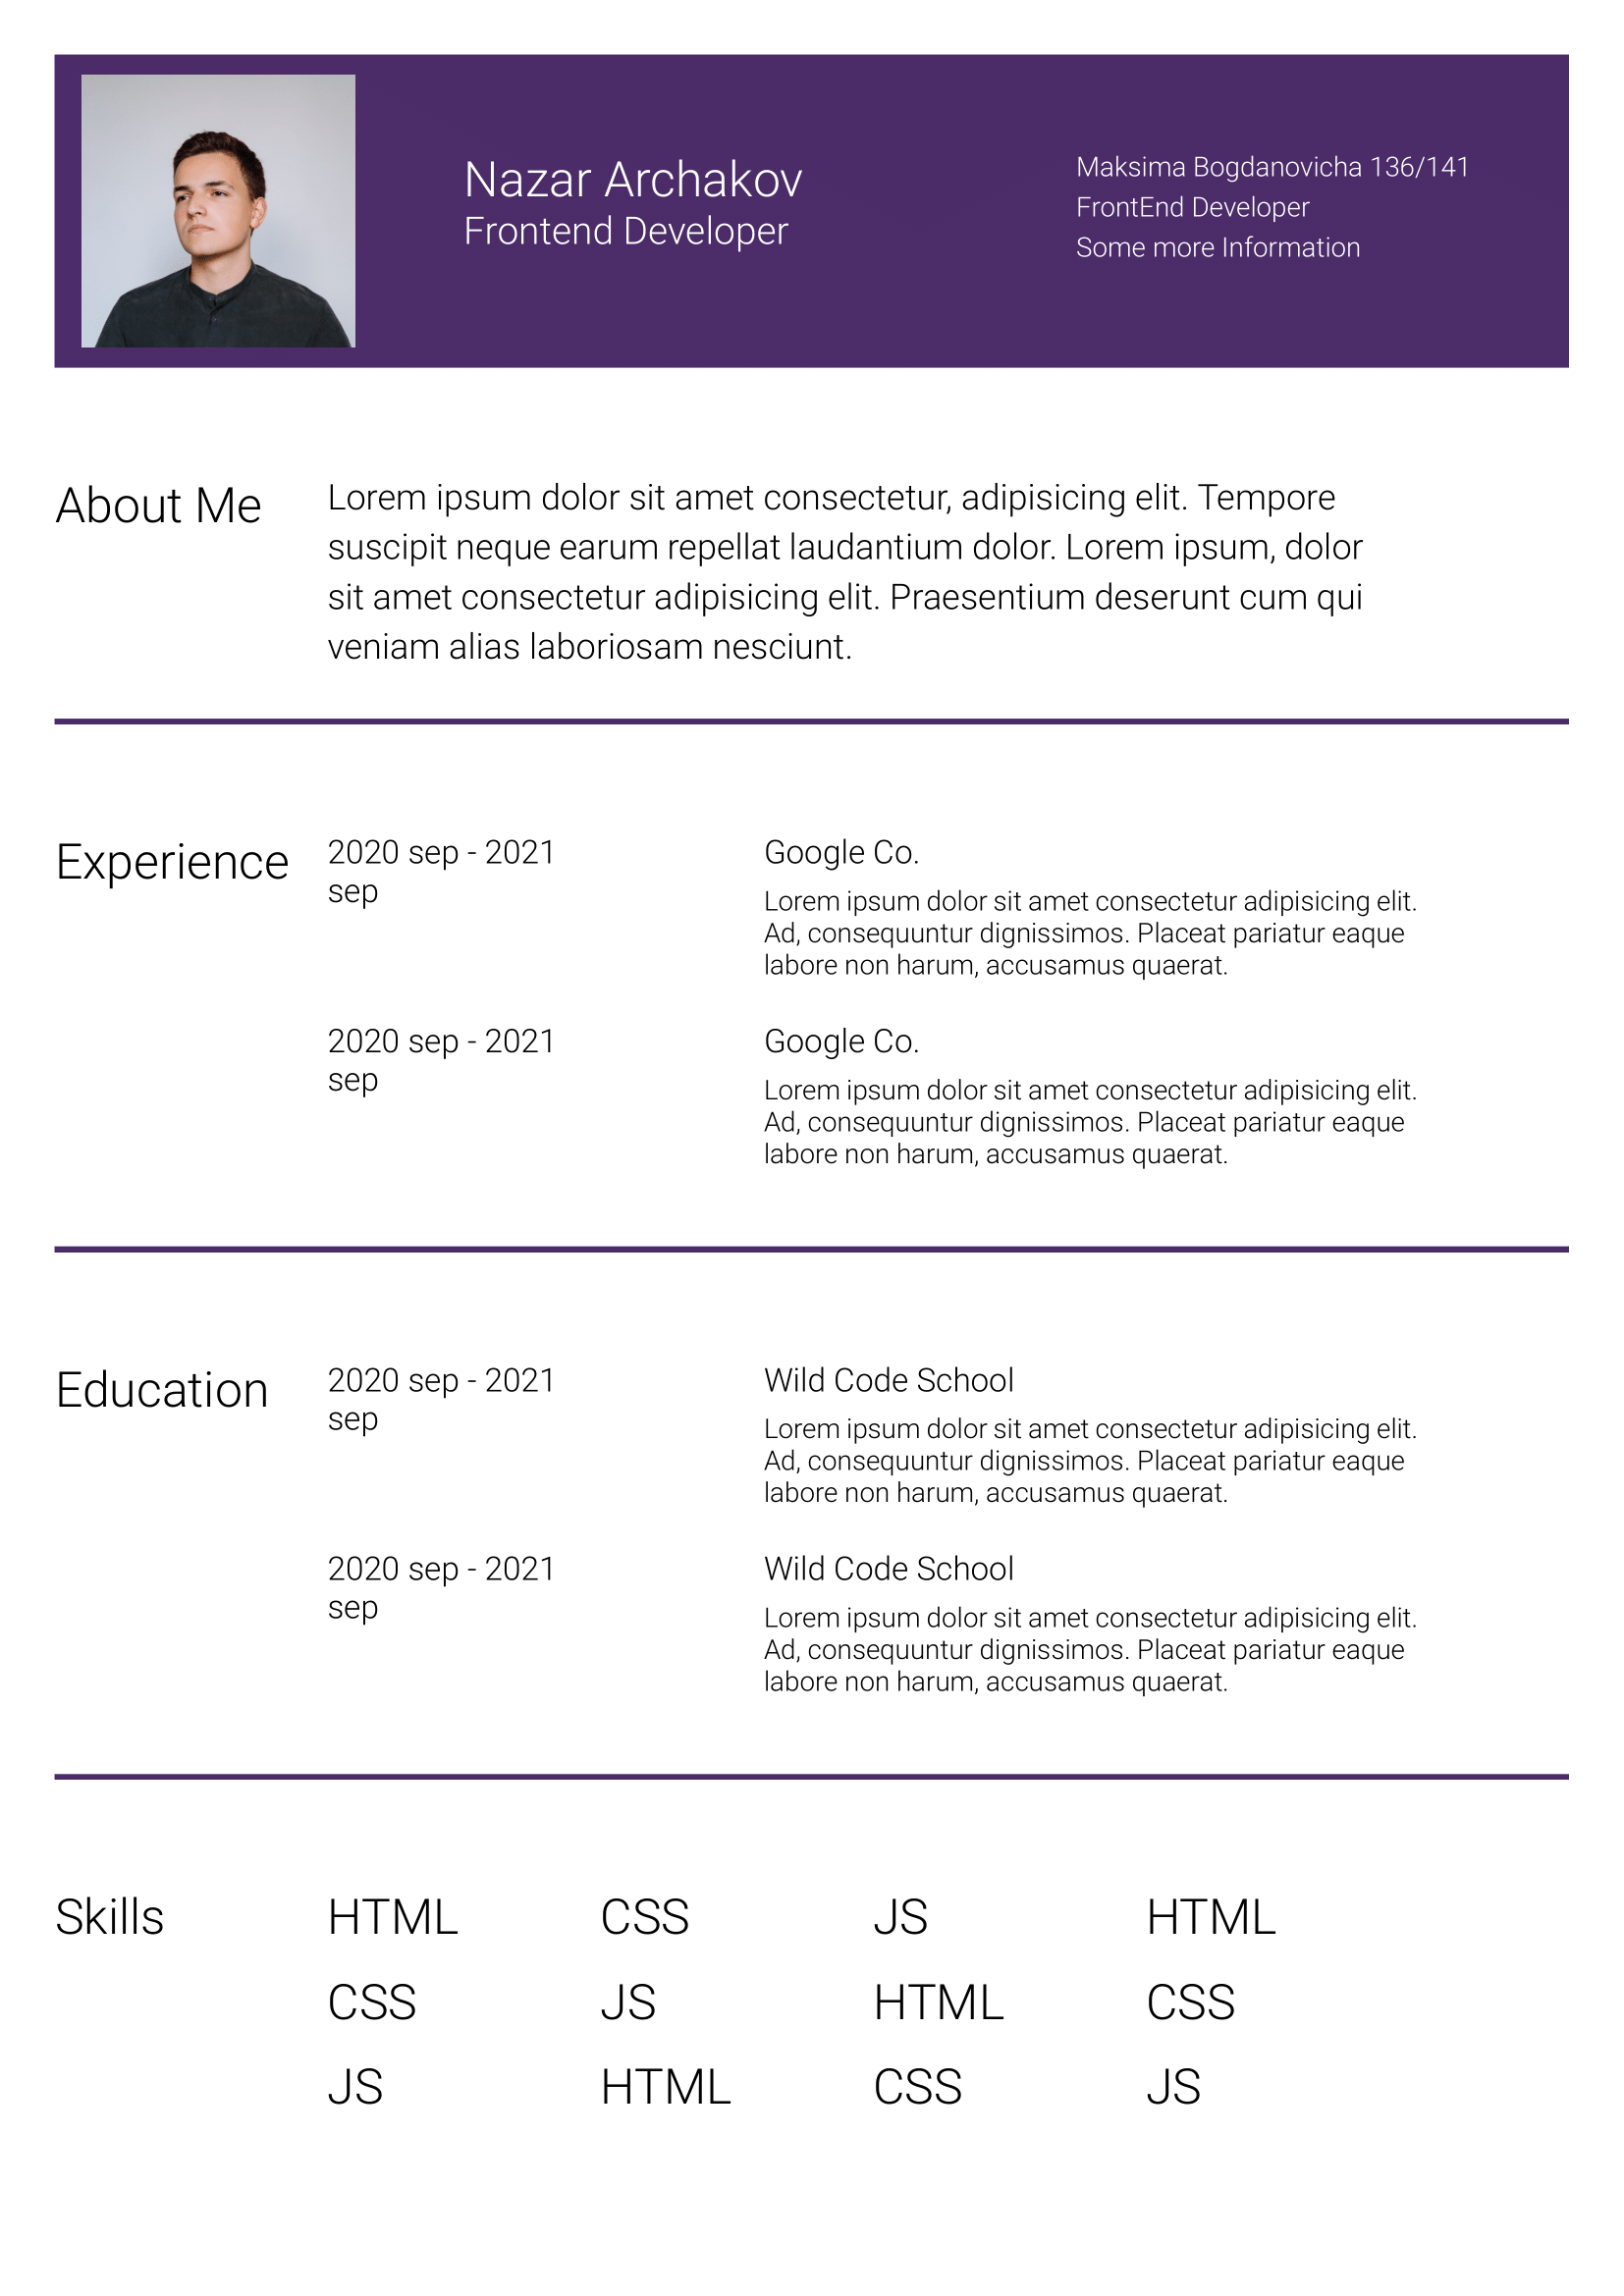 Nazar Archakov
Frontend Developer
Maksima Bogdanovicha 136/141
FrontEnd Developer
Some more Information
About Me
Lorem ipsum dolor sit amet consectetur, adipisicing elit. Tempore
suscipit neque earum repellat laudantium dolor. Lorem ipsum, dolor
sit amet consectetur adipisicing elit. Praesentium deserunt cum qui
veniam alias laboriosam nesciunt.
Experience
2020 sep - 2021
sep
Google Co.
Lorem ipsum dolor sit amet consectetur adipisicing elit.
Ad, consequuntur dignissimos. Placeat pariatur eaque
labore non harum, accusamus quaerat.
2020 sep - 2021
sep
Google Co.
Lorem ipsum dolor sit amet consectetur adipisicing elit.
Ad, consequuntur dignissimos. Placeat pariatur eaque
labore non harum, accusamus quaerat.
Education
2020 sep - 2021
sep
Wild Code School
Lorem ipsum dolor sit amet consectetur adipisicing elit.
Ad, consequuntur dignissimos. Placeat pariatur eaque
labore non harum, accusamus quaerat.
2020 sep - 2021
sep
Wild Code School
Lorem ipsum dolor sit amet consectetur adipisicing elit.
Ad, consequuntur dignissimos. Placeat pariatur eaque
labore non harum, accusamus quaerat.
Skills
HTML CSS JS HTML
CSS JS HTML CSS
JS HTML CSS JS